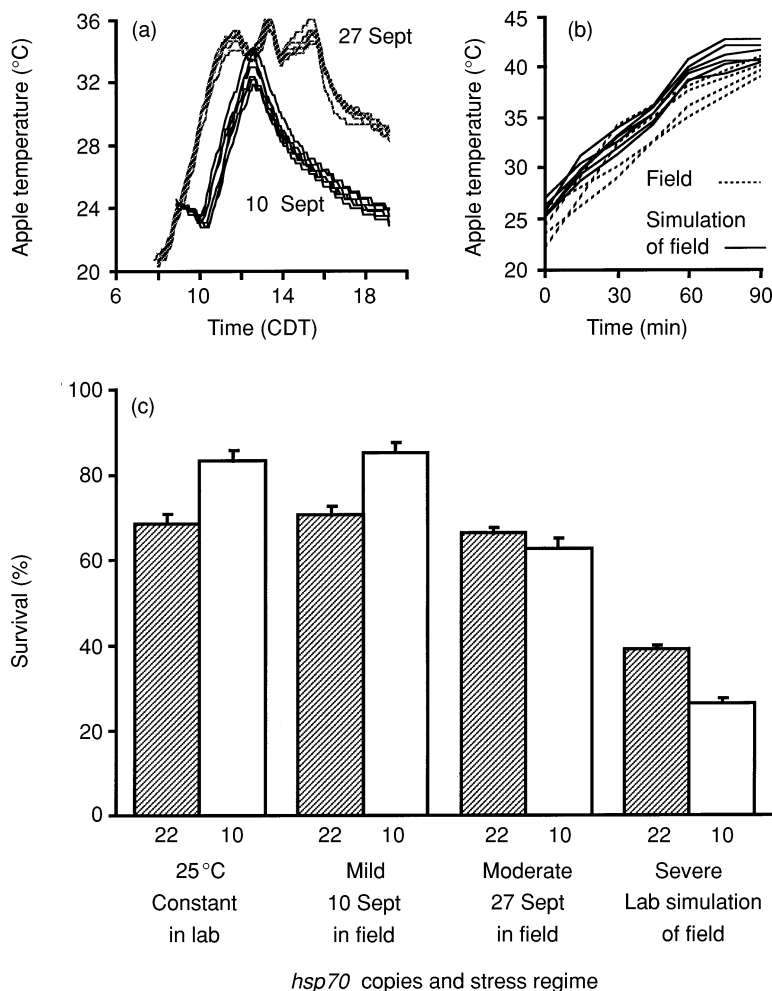 (a)
Apple temperature (°C)
36
32
28
24
20
27 Sept
10 Sept
6
10
14
18
Time (CDT)
(b)
Apple temperature (°C)
45
40
35
30
25
20
Field
Simulation
of field
0
30
60
90
Time (min)
(c)
Survival (%)
100
80
60
40
20
0
22 10 22 10 22 10 22 10
25°C Mild Moderate Severe
Constant 10 Sept 27 Sept Lab simulation
in lab in field in field of field
hsp70 copies and stress regime